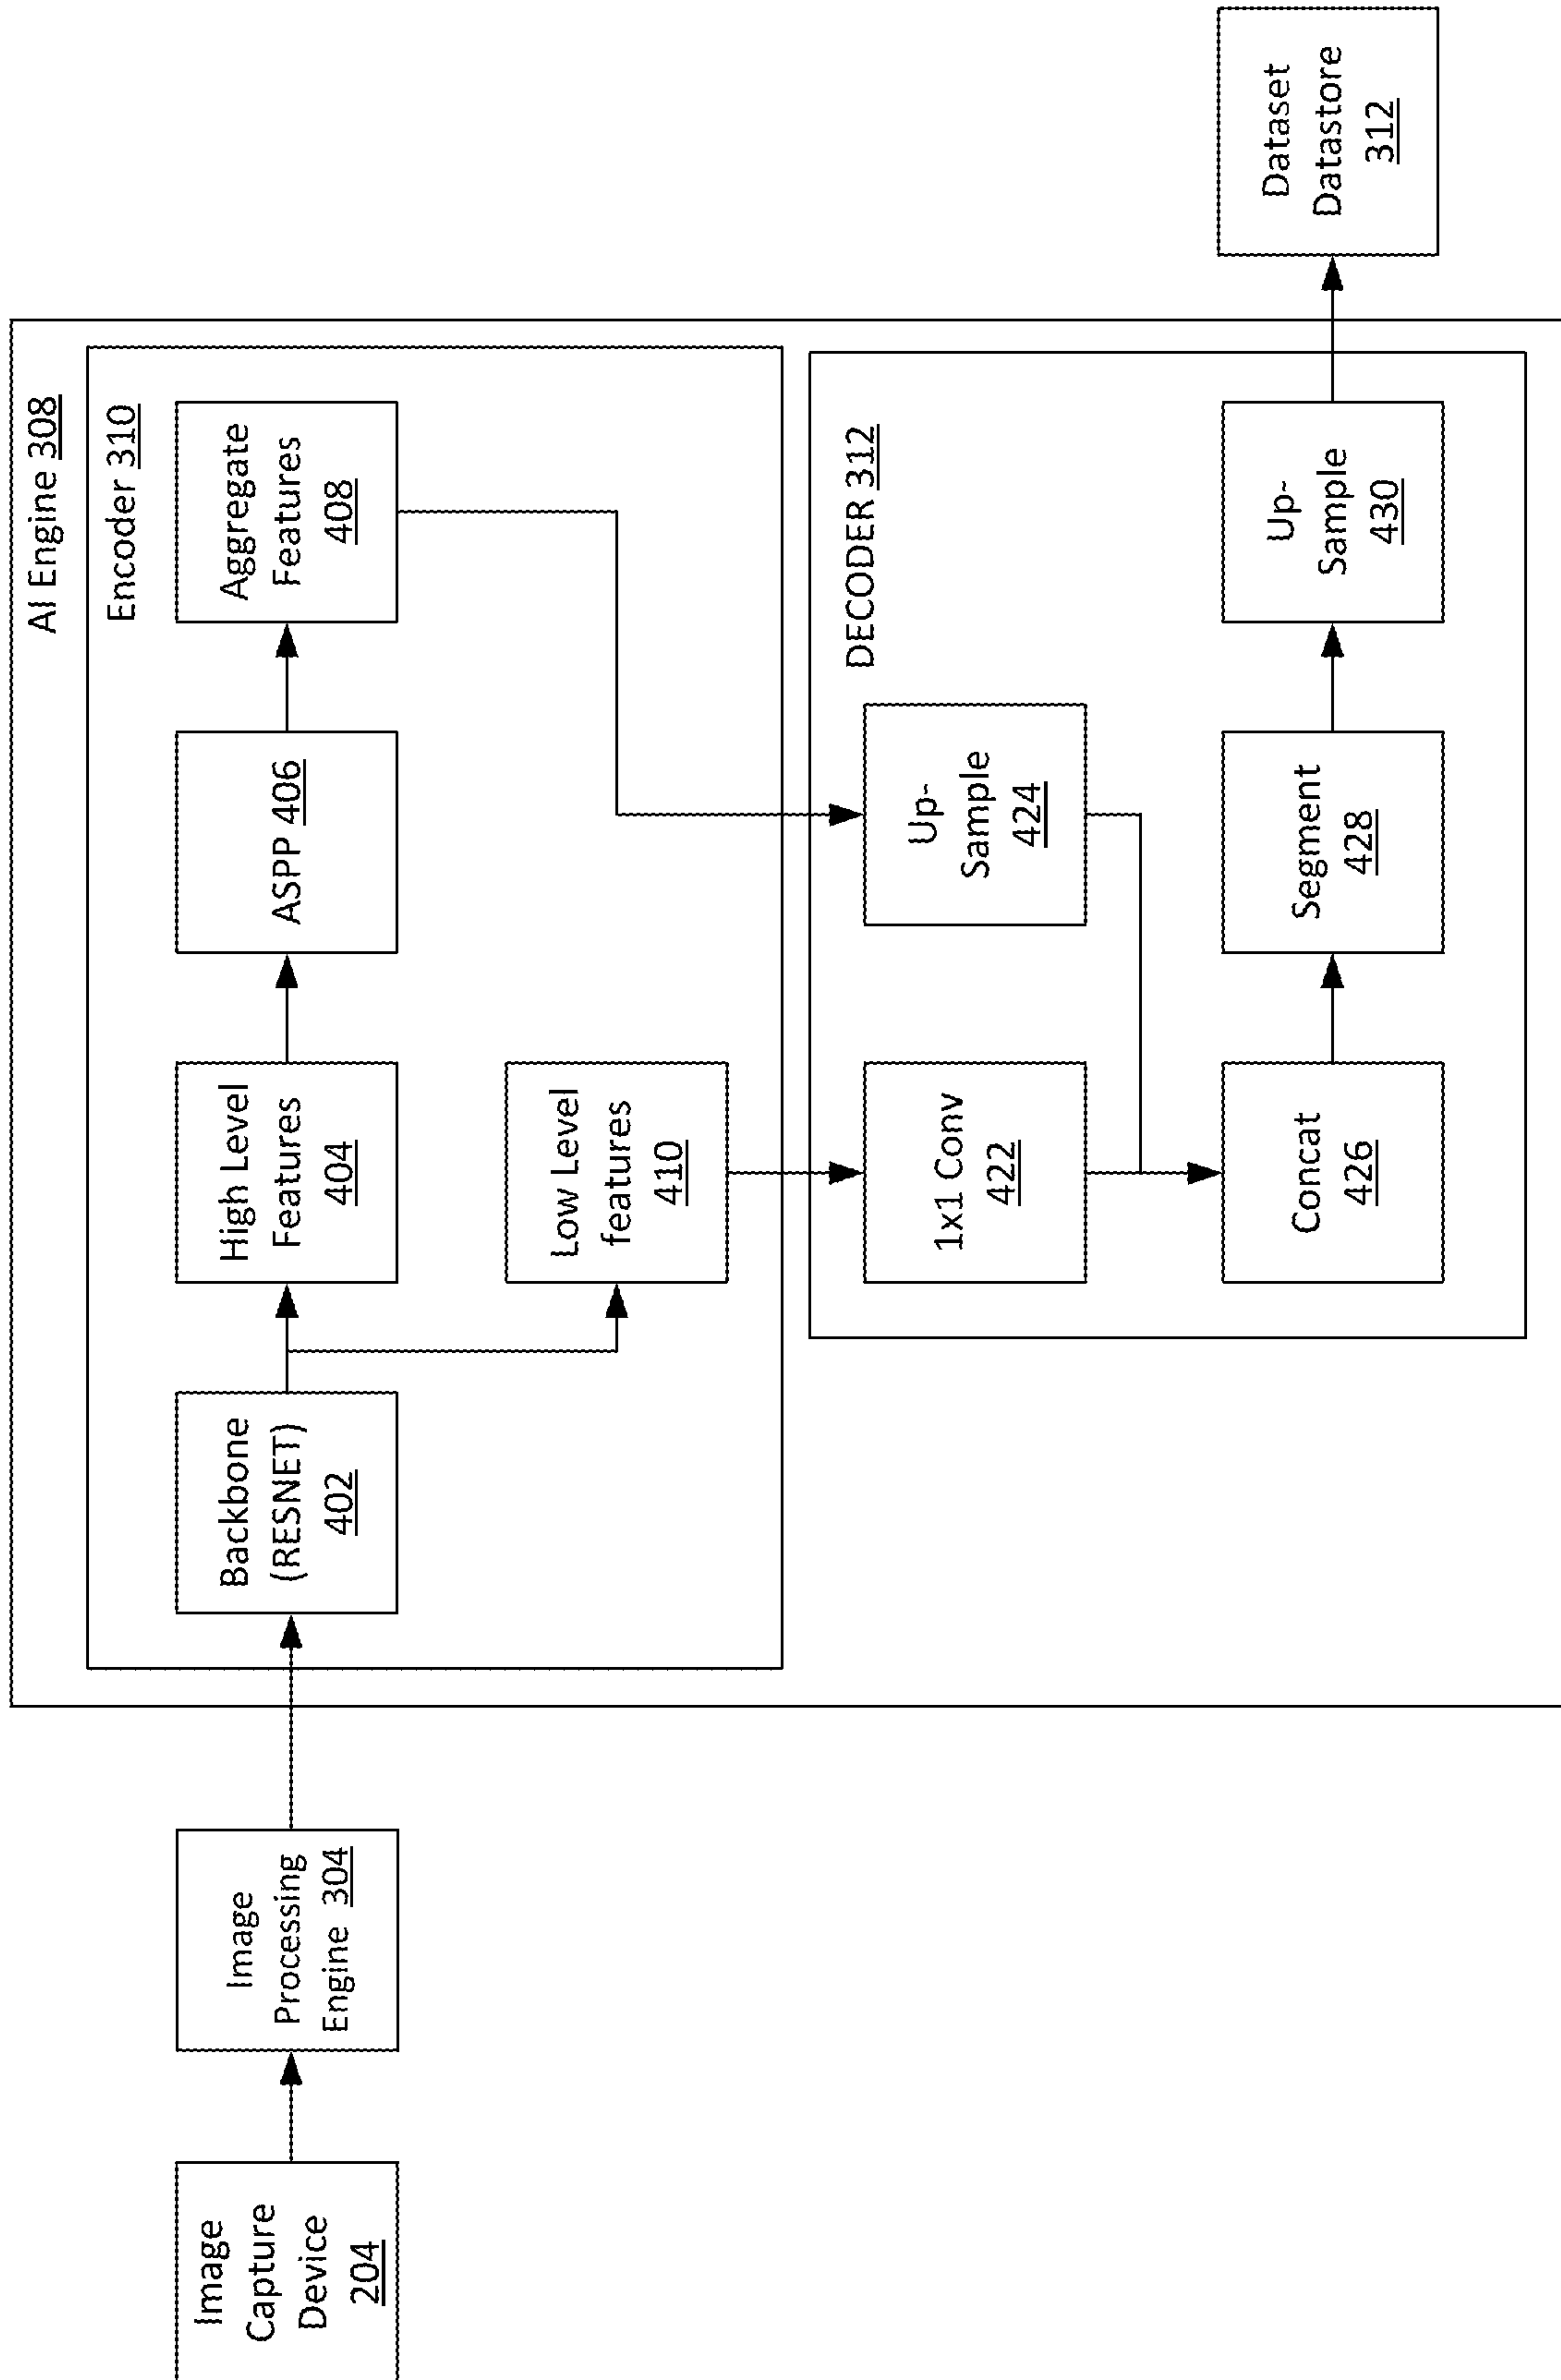 AI Engine 308
Encoder 310
Image
Capture
Device
204
Image
Processing
Engine 304
Backbone
(RESNET)
402
High Level
Features
404
ASPP 406
Aggregate
Features
408
Low Level
features
410
DECODER 312
1x1 Conv
422
Up-
Sample
424
Concat
426
Segment
428
Up-
Sample
430
Dataset
Datastore
312